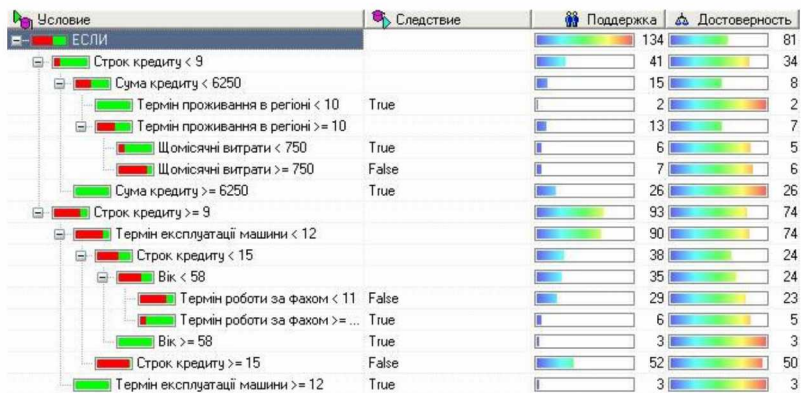 Условие Следствие Поддержка Достоверность
ЕСЛИ 134 81
Строк кредиту < 9 41 34
Сума кредиту < 6250 15 8
Термін проживання в регіоні < 10 True 2 2
Термін проживання в регіоні >= 10 13 7
Щомісячні витрати < 750 True 6 5
Щомісячні витрати >= 750 False 7 6
Сума кредиту >= 6250 True 26 26
Строк кредиту >= 9 93 74
Термін експлуатації машини < 12 90 74
Строк кредиту < 15 38 24
Вік < 58 35 24
Термін роботи за фахом < 11 False 29 23
Термін роботи за фахом >= ... True 6 5
Вік >= 58 True 3 3
Строк кредиту >= 15 False 52 50
Термін експлуатації машини >= 12 True 3 3